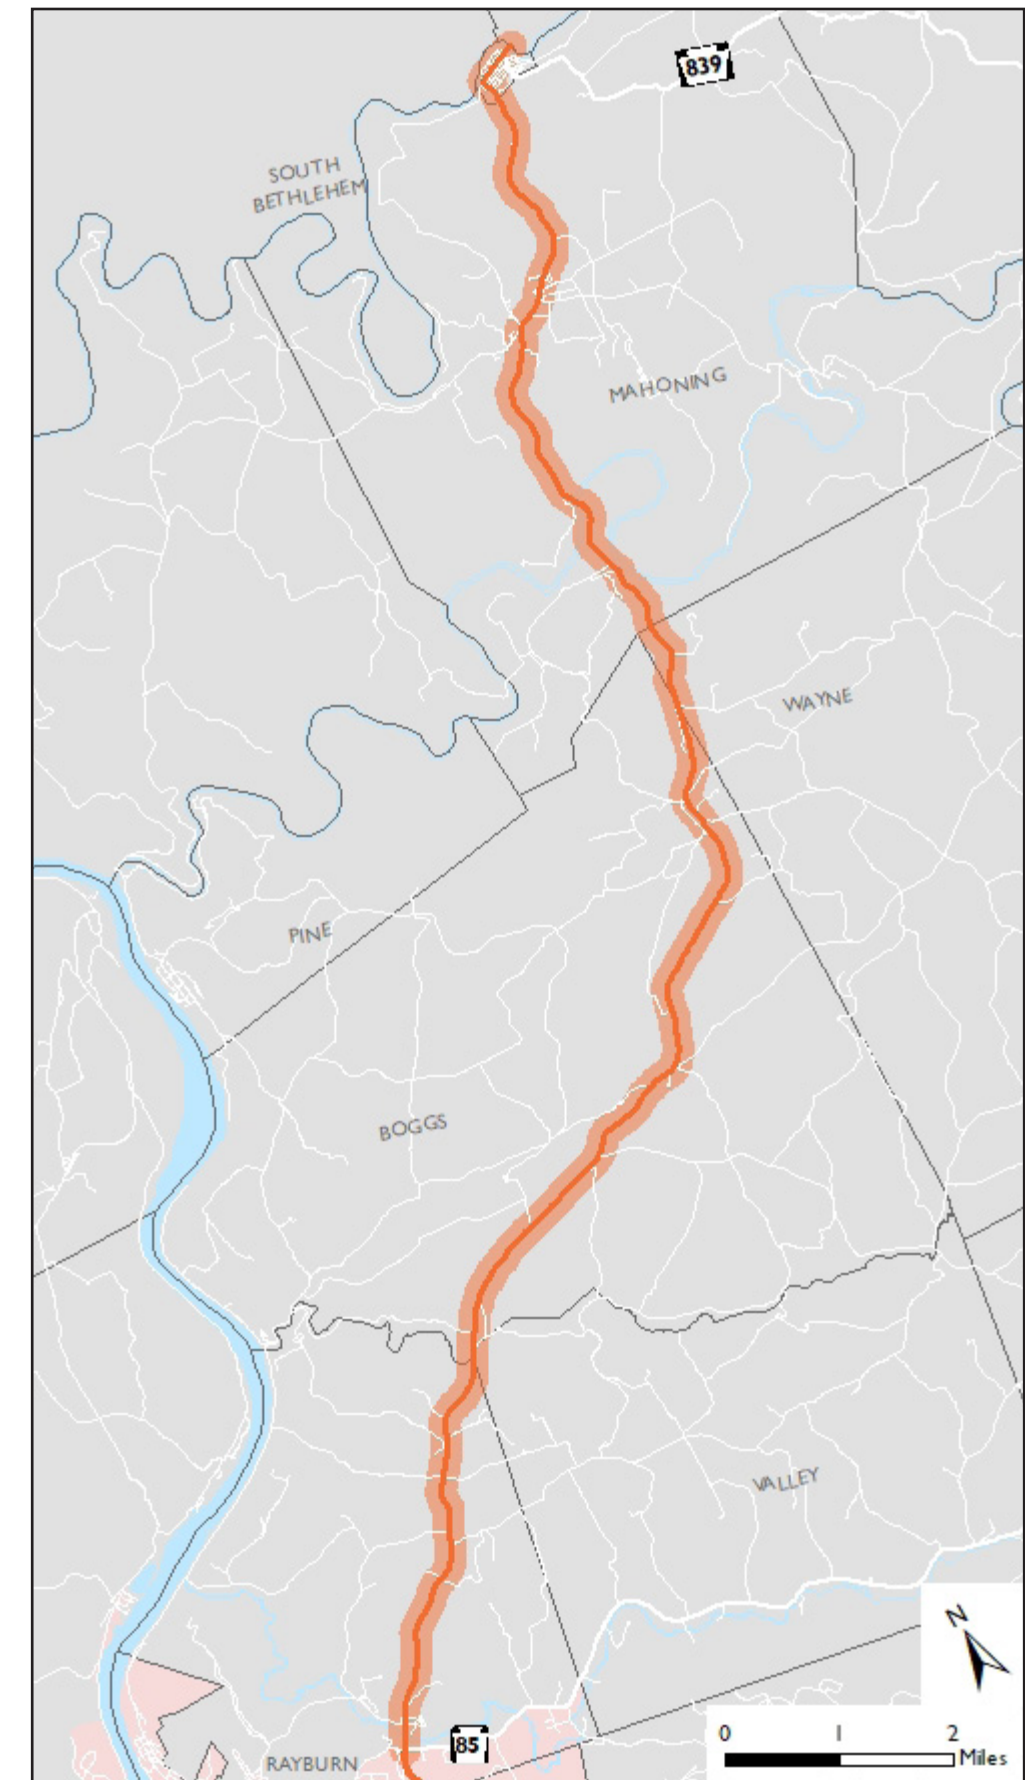 839
SOUTH
BETHLEHEM
MAHONING
WAYNE
PINE
BOGGS
VALLEY
N
0 1 2
Miles
85
RAYBURN